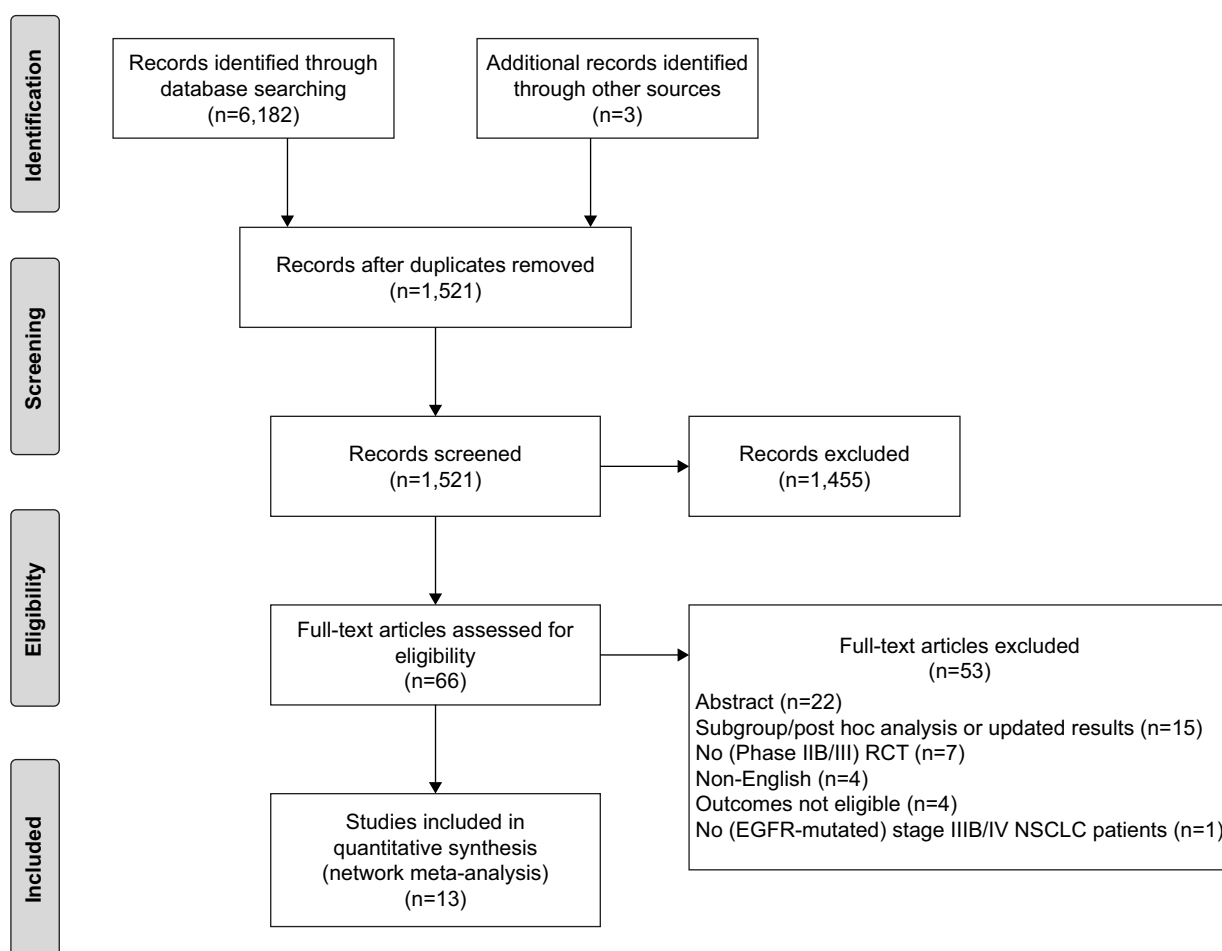 Identification
Records identified through
database searching
(n=6,182)
Additional records identified
through other sources
(n=3)
Records after duplicates removed
(n=1,521)
Screening
Records screened
(n=1,521)
Records excluded
(n=1,455)
Eligibility
Full-text articles assessed for
eligibility
(n=66)
Full-text articles excluded
(n=53)
Abstract (n=22)
Subgroup/post hoc analysis or updated results (n=15)
No (Phase IIB/III) RCT (n=7)
Non-English (n=4)
Outcomes not eligible (n=4)
No (EGFR-mutated) stage IIIB/IV NSCLC patients (n=1)
Included
Studies included in
quantitative synthesis
(network meta-analysis)
(n=13)